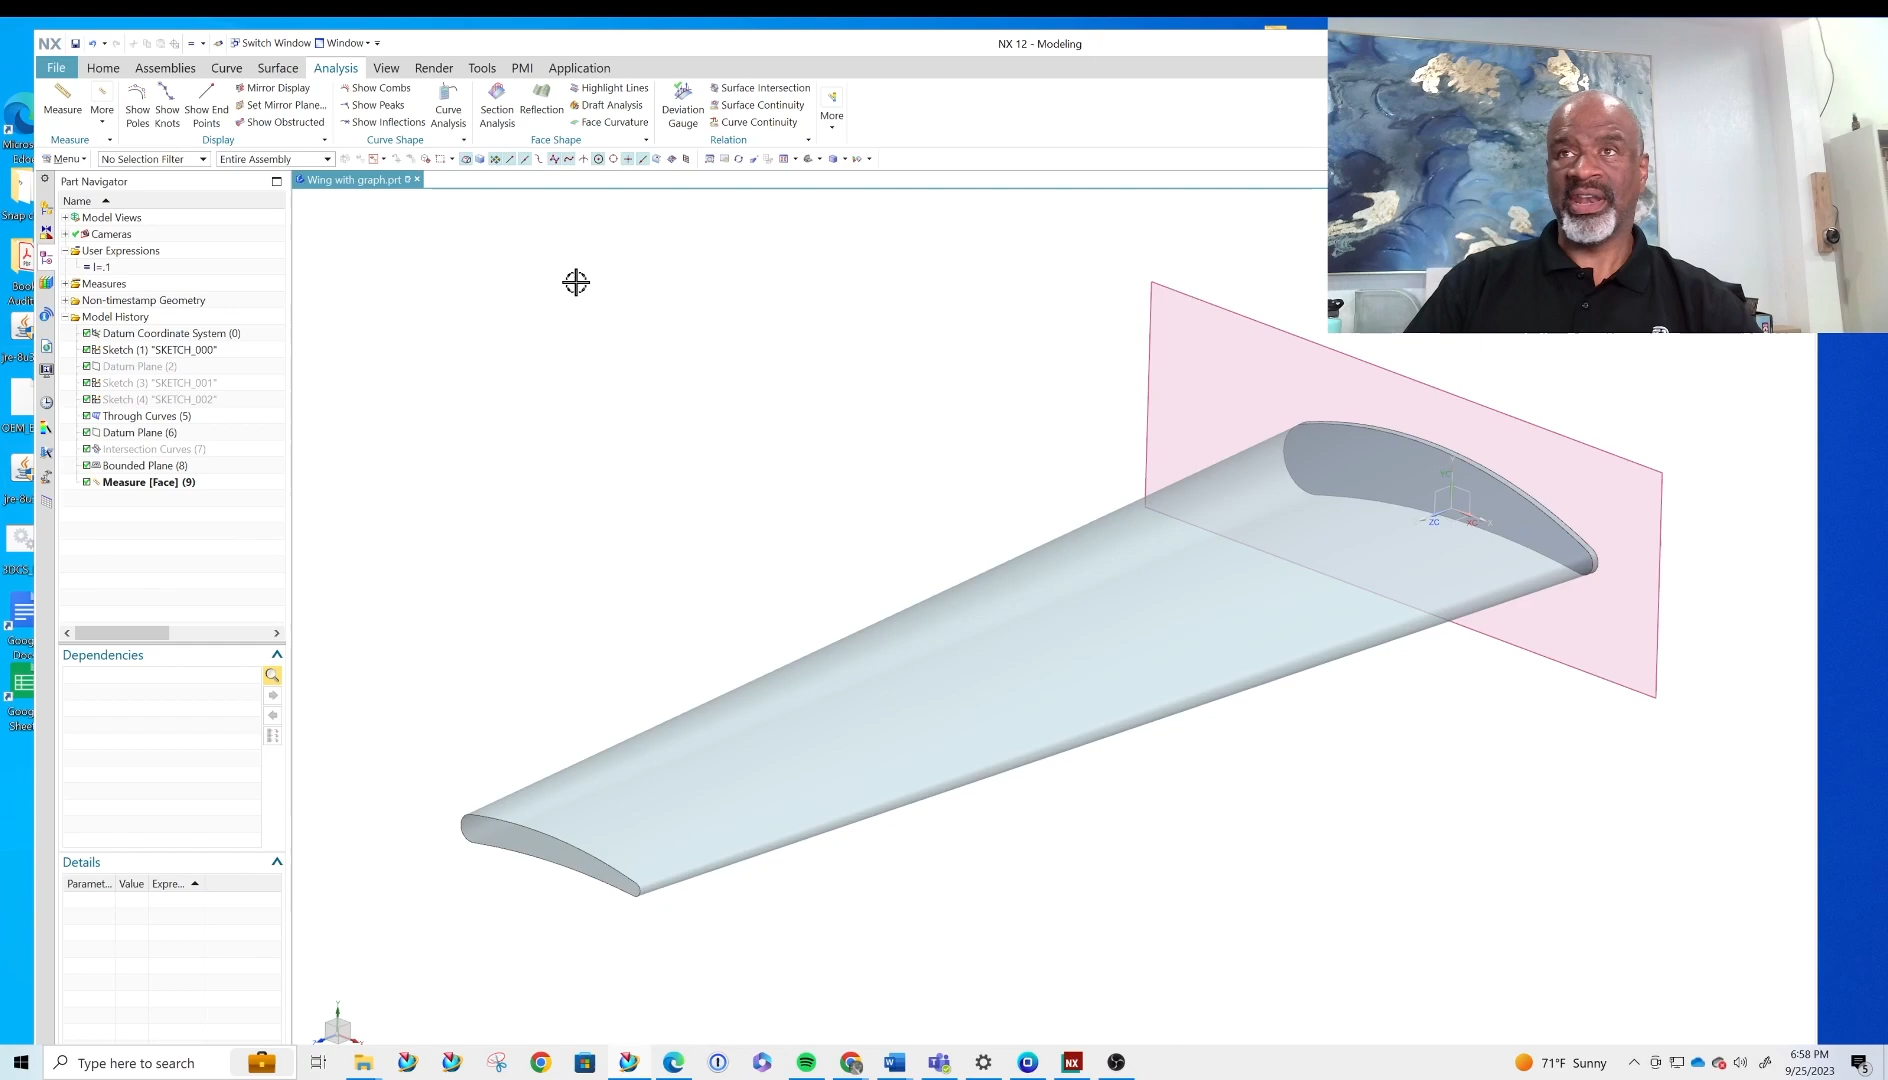 NX
Switch Window
Window
NX 12 - Modeling
File Home Assemblies Curve Surface Analysis View Render Tools PMI Application
Measure
More
Show Poles
Show Knots
Show End Points
Mirror Display
Set Mirror Plane...
Show Obstructed
Show Combs
Show Peaks
Show Inflections
Curve Analysis
Section Analysis
Reflection
Highlight Lines
Draft Analysis
Face Curvature
Deviation Gauge
Surface Intersection
Surface Continuity
Curve Continuity
More
Measure Display Curve Shape Face Shape Relation
Menu No Selection Filter Entire Assembly
Part Navigator
Wing with graph.prt
Name
Model Views
Cameras
User Expressions
l=.1
Measures
Non-timestamp Geometry
Model History
Datum Coordinate System (0)
Sketch (1) "SKETCH_000"
Datum Plane (2)
Sketch (3) "SKETCH_001"
Sketch (4) "SKETCH_002"
Through Curves (5)
Datum Plane (6)
Intersection Curves (7)
Bounded Plane (8)
Measure [Face] (9)
YC
ZC XC X
Dependencies
Details
Paramet... Value Expre...
Type here to search
71°F Sunny
6:58 PM
9/25/2023